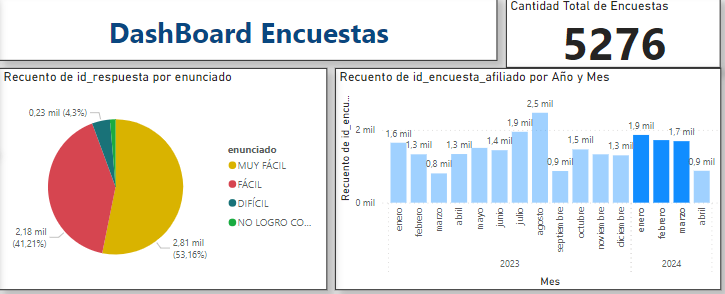 DashBoard Encuestas
Cantidad Total de Encuestas
5276
Recuento de id_respuesta por enunciado
0,23 mil (4.3%)
2,18 mil
(41,21%)
2,81 mil
(53,16%)
enunciado
MUY FÁCIL
FÁCIL
DIFÍCIL
NO LOGRO CO...
Recuento de id_encuesta_afiliado por Año y Mes
Recuento de id_encu...
2 mil
0 mil
1,6 mil
1,3 mil
0,8 mil
1,3 mil
1,4 mil
1,9 mil
2,5 mil
0,9 mil
1,5 mil
1,3 mil
1,9 mil
1,7 mil
0,9 mil
enero
febrero
marzo
abril
mayo
junio
julio
agosto
septiembre
octubre
noviembre
diciembre
enero
febrero
marzo
abril
2023
2024
Mes